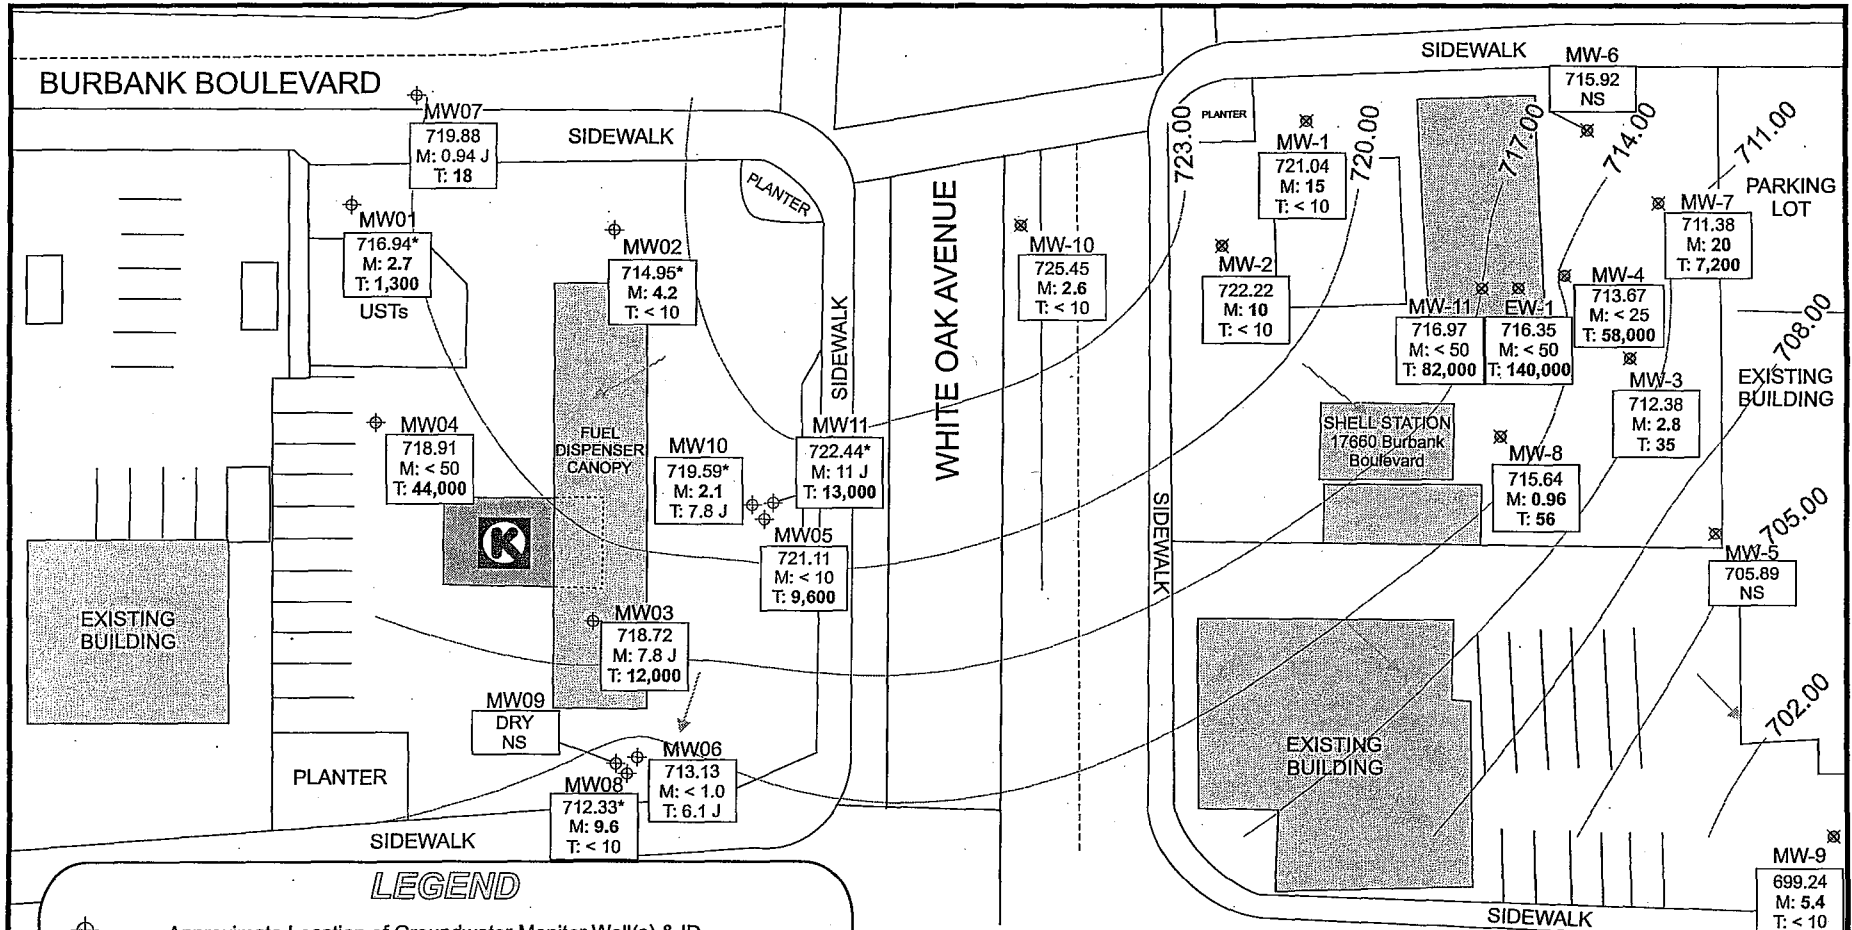 BURBANK BOULEVARD
SIDEWALK
MW-6
715.92
NS
MW07
719.88
M: 0.94 J
T: 18
SIDEWALK
PLANTER
723.00
PLANTER
MW-1
721.04
M: 15
T: < 10
720.00
717.00
714.00
711.00
PARKING
LOT
MW01
716.94*
M: 2.7
T: 1,300
USTs
MW02
714.95*
M: 4.2
T: < 10
WHITE OAK AVENUE
MW-10
725.45
M: 2.6
T: < 10
MW-2
722.22
M: 10
T: < 10
MW-7
711.38
M: 20
T: 7,200
MW-11
716.97
M: < 50
T: 82,000
EW-1
716.35
M: < 50
T: 140,000
MW-4
713.67
M: < 25
T: 58,000
708.00
SIDEWALK
EXISTING
BUILDING
MW-3
712.38
M: 2.8
T: 35
MW04
718.91
M: < 50
T: 44,000
FUEL
DISPENSER
CANOPY
MW10
719.59*
M: 2.1
T: 7.8 J
MW11
722.44*
M: 11 J
T: 13,000
SHELL STATION
17660 Burbank
Boulevard
MW-8
715.64
M: 0.96
T: 56
K
MW05
721.11
M: < 10
T: 9,600
SIDEWALK
705.00
MW-5
705.89
NS
EXISTING
BUILDING
MW03
718.72
M: 7.8 J
T: 12,000
MW09
DRY
NS
702.00
PLANTER
MW06
713.13
M: < 1.0
T: 6.1 J
MW08
712.33*
M: 9.6
T: < 10
EXISTING
BUILDING
SIDEWALK
MW-9
699.24
M: 5.4
T: < 10
SIDEWALK
LEGEND
Approximate Location of Groundwater Monitor Well(s) & ID